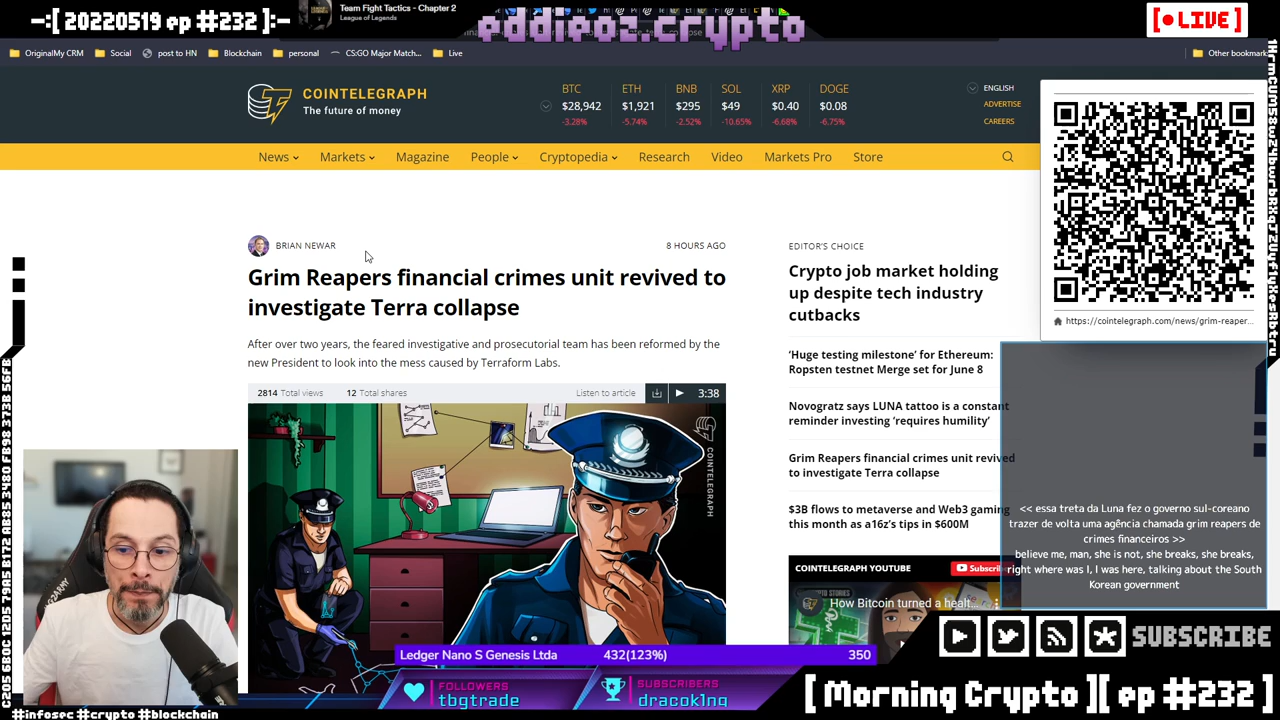 -:[ 20220519 ep #232 ]:-
Team Fight Tactics - Chapter 2
League of Legends
eddieoz.crypto
[●LIVE]
OriginalMy CRM
Social
post to HN
Blockchain
personal
CS:GO Major Match...
Live
Other bookmark
COINTELEGRAPH
The future of money
BTC ETH BNB SOL XRP DOGE
$28,942 $1,921 $295 $49 $0.40 $0.08
-3.28% -5.74% -2.52% -10.65% -6.68% -6.75%
ENGLISH
ADVERTISE
CAREERS
News Markets Magazine People Cryptopedia Research Video Markets Pro Store
BRIAN NEWAR
8 HOURS AGO
Grim Reapers financial crimes unit revived to
investigate Terra collapse
After over two years, the feared investigative and prosecutorial team has been reformed by the
new President to look into the mess caused by Terraform Labs.
2814 Total views
12 Total shares
Listen to article
3:38
COINTELEGRAPH
EDITOR'S CHOICE
Crypto job market holding
up despite tech industry
cutbacks
‘Huge testing milestone’ for Ethereum:
Ropsten testnet Merge set for June 8
Novogratz says LUNA tattoo is a constant
reminder investing ‘requires humility’
Grim Reapers financial crimes unit revived
to investigate Terra collapse
$3B flows to metaverse and Web3 gaming
this month as a16z’s tips in $600M
COINTELEGRAPH YOUTUBE
Subscrib
How Bitcoin turned a healt...
https://cointelegraph.com/news/grim-reaper...
<< essa treta da Luna fez o governo sul-coreano
trazer de volta uma agência chamada grim reapers de
crimes financeiros >>
believe me, man, she is not, she breaks, she breaks,
right where was I, I was here, talking about the South
Korean government
SUBSCRIBE
Ledger Nano S Genesis Ltda 432(123%) 350
FOLLOWERS
tbgtrade
SUBSCRIBERS
dracok1ng
[ Morning Crypto ][ ep #232 ]
#infosec #crypto #blockchain